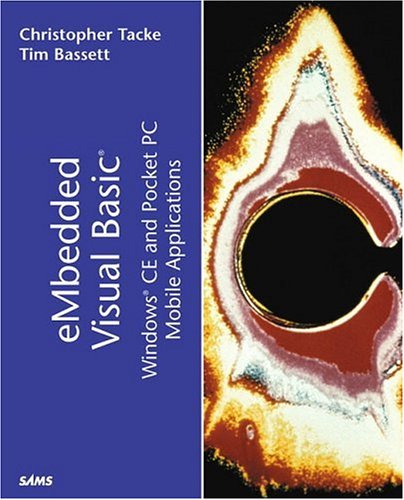 Christopher Tacke
Tim Bassett
eMbedded
Visual Basic®
Windows® CE and Pocket PC
Mobile Applications
SAMS